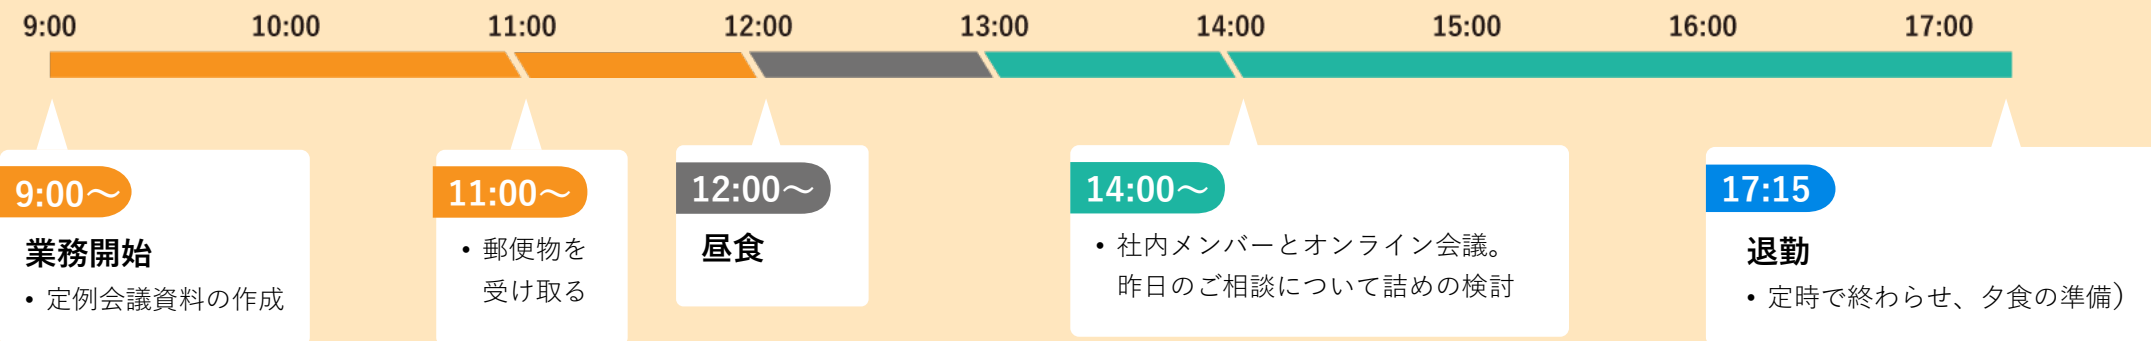 9:00 10:00 11:00 12:00 13:00 14:00 15:00 16:00 17:00
9:00～
業務開始
• 定例会議資料の作成
11:00～
• 郵便物を
受け取る
12:00～
昼食
14:00～
• 社内メンバーとオンライン会議。
昨日のご相談について詰めの検討
17:15
退勤
• 定時で終わらせ、夕食の準備）